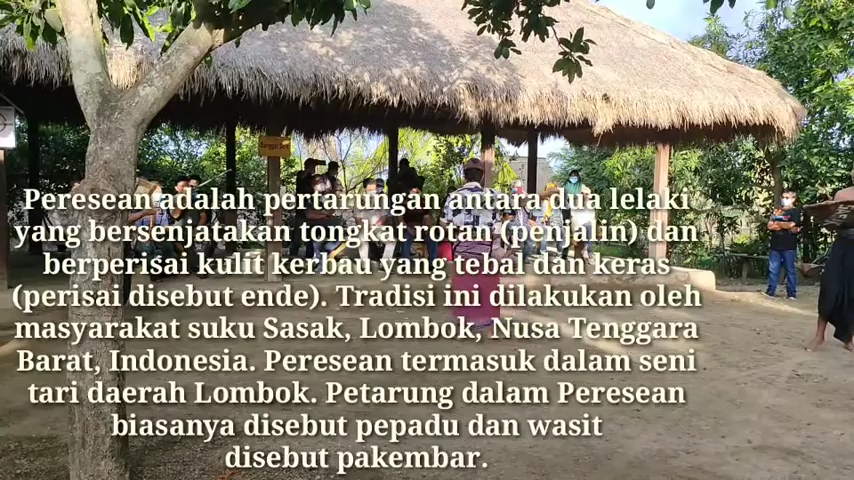 Peresean adalah pertarungan antara dua lelaki
yang bersenjatakan tongkat rotan (penjalin) dan
berperisai kulit kerbau yang tebal dan keras
(perisai disebut ende). Tradisi ini dilakukan oleh
masyarakat suku Sasak, Lombok, Nusa Tenggara
Barat, Indonesia. Peresean termasuk dalam seni
tari daerah Lombok. Petarung dalam Peresean
biasanya disebut pepadu dan wasit
disebut pakembar.